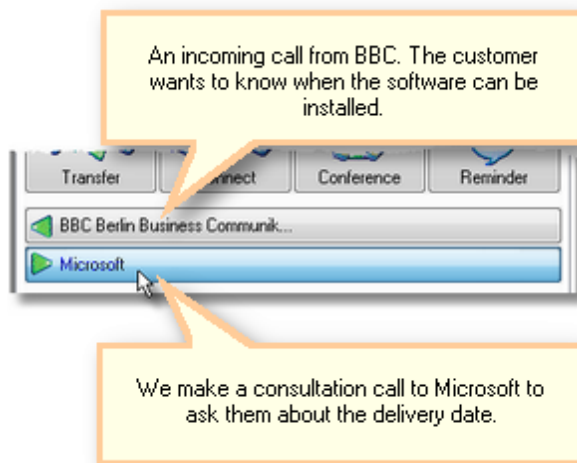 An incoming call from BBC. The customer
wants to know when the software can be
installed.
Transfer
Conference
Reminder
BBC Berlin Business Communik...
Microsoft
We make a consultation call to Microsoft to
ask them about the delivery date.